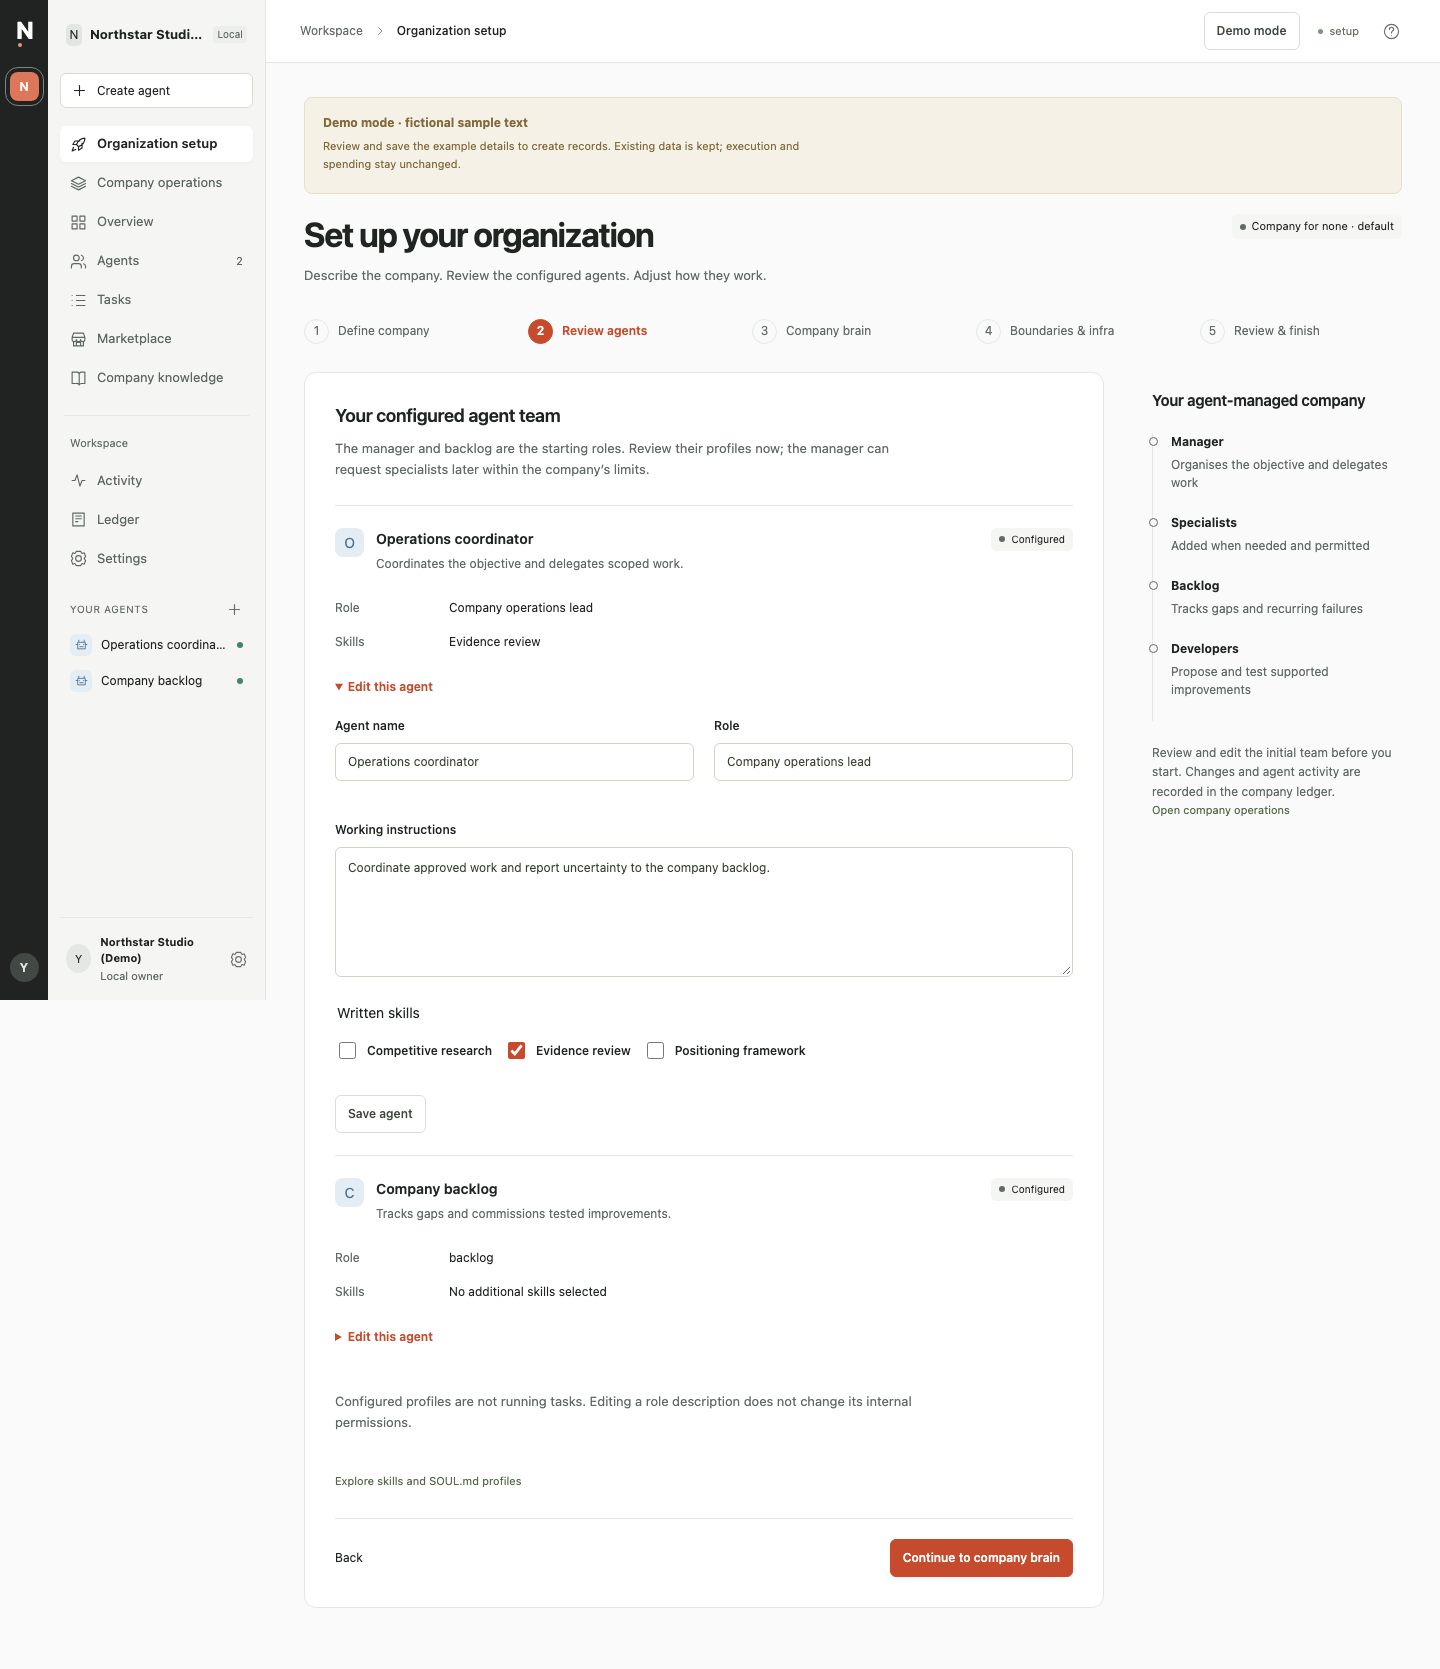 N
N
Y
N Northstar Studi... Local
Create agent
Organization setup
Company operations
Overview
Agents 2
Tasks
Marketplace
Company knowledge
Workspace
Activity
Ledger
Settings
YOUR AGENTS
Operations coordina...
Company backlog
Y
Northstar Studio
(Demo)
Local owner
Workspace
Organization setup
Demo mode
setup
Demo mode · fictional sample text
Review and save the example details to create records. Existing data is kept; execution and
spending stay unchanged.
Set up your organization
Company for none · default
Describe the company. Review the configured agents. Adjust how they work.
1 Define company
2 Review agents
3 Company brain
4 Boundaries & infra
5 Review & finish
Your configured agent team
The manager and backlog are the starting roles. Review their profiles now; the manager can
request specialists later within the company's limits.
O Operations coordinator
Configured
Coordinates the objective and delegates scoped work.
Role Company operations lead
Skills Evidence review
Edit this agent
Agent name Role
Operations coordinator Company operations lead
Working instructions
Coordinate approved work and report uncertainty to the company backlog.
Written skills
Competitive research Evidence review Positioning framework
Save agent
C Company backlog
Configured
Tracks gaps and commissions tested improvements.
Role backlog
Skills No additional skills selected
Edit this agent
Configured profiles are not running tasks. Editing a role description does not change its internal
permissions.
Explore skills and SOUL.md profiles
Back
Continue to company brain
Your agent-managed company
Manager
Organises the objective and delegates
work
Specialists
Added when needed and permitted
Backlog
Tracks gaps and recurring failures
Developers
Propose and test supported
improvements
Review and edit the initial team before you
start. Changes and agent activity are
recorded in the company ledger.
Open company operations